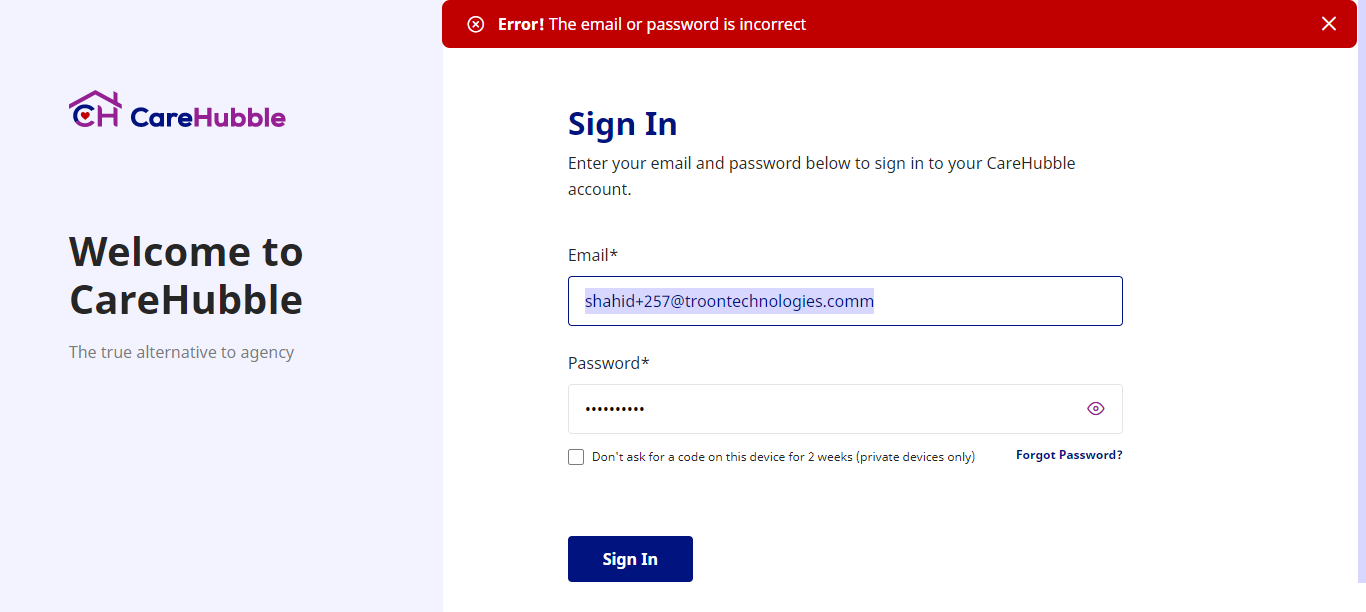 Error! The email or password is incorrect
CH CareHubble
Welcome to
CareHubble
The true alternative to agency
Sign In
Enter your email and password below to sign in to your CareHubble
account.
Email*
shahid+257@troontechnologies.comm
Password*
••••••••••
Don't ask for a code on this device for 2 weeks (private devices only)
Forgot Password?
Sign In